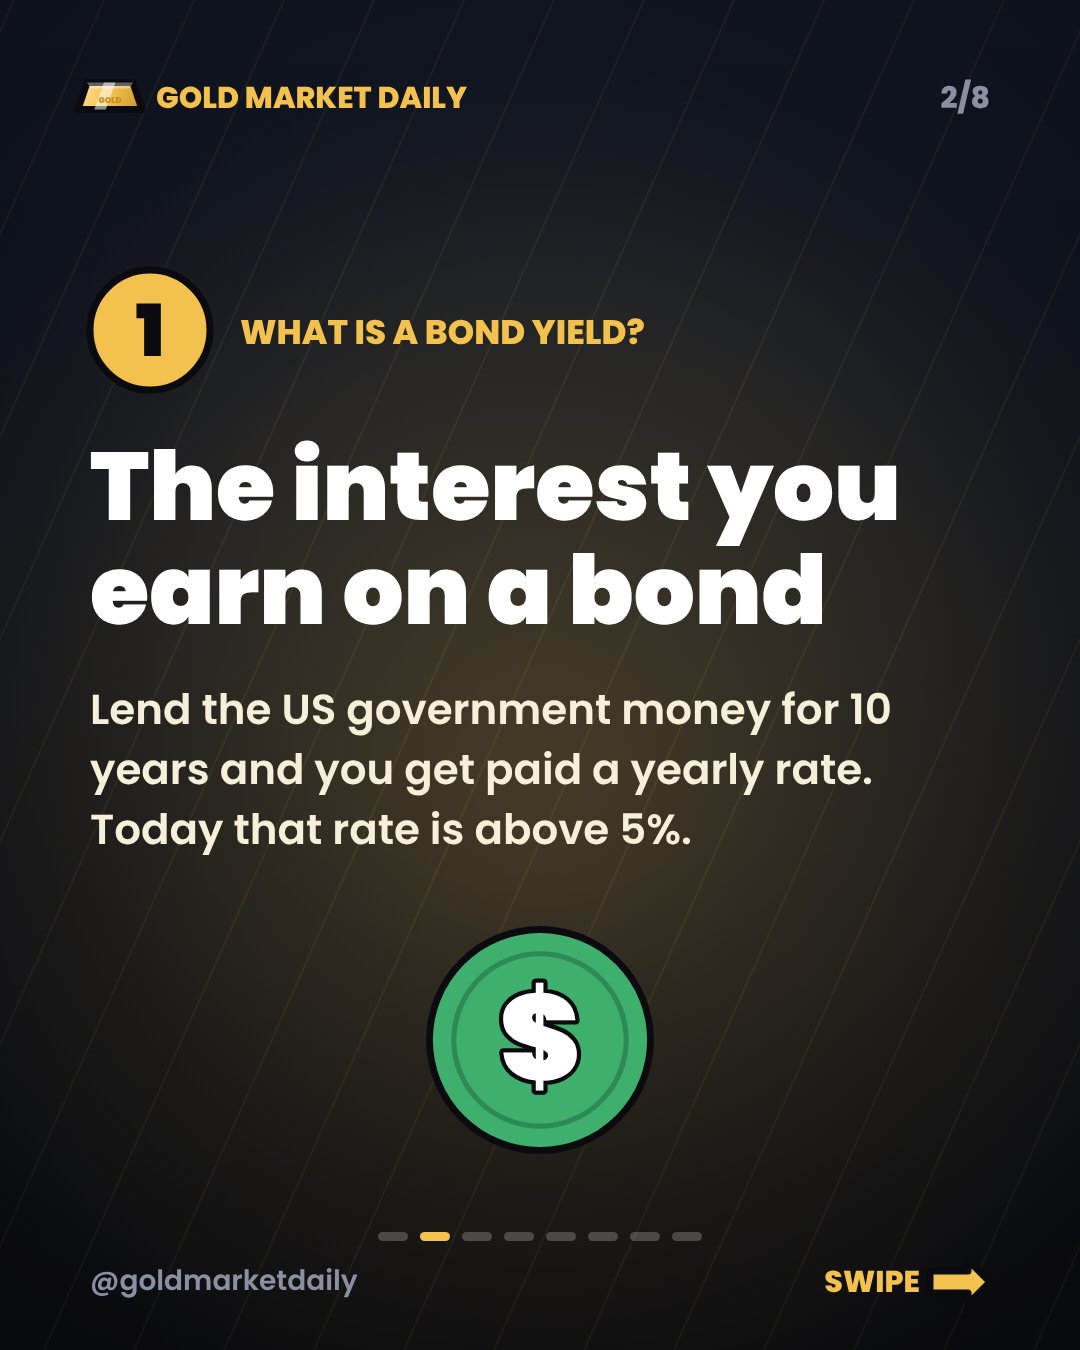 GOLD
GOLD MARKET DAILY
2/8
1
WHAT IS A BOND YIELD?
The interest you
earn on a bond
Lend the US government money for 10
years and you get paid a yearly rate.
Today that rate is above 5%.
$
@goldmarketdaily
SWIPE